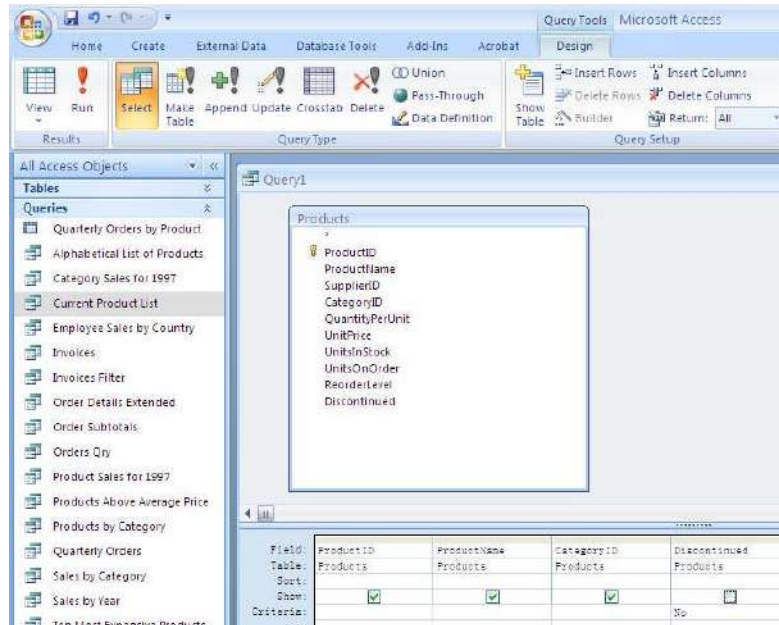 Query Tools Microsoft Access
Home Create External Data Database Tools Add-Ins Acrobat Design
View Run Select Make Table Append Update Crosstab Delete
Union
Pass-Through
Data Definition
Show Table
Insert Rows Insert Columns
Delete Rows Delete Columns
Builder Return: All
Results Query Type Query Setup
All Access Objects
Tables
Queries
Quarterly Orders by Product
Alphabetical List of Products
Category Sales for 1997
Current Product List
Employee Sales by Country
Invoices
Invoices Filter
Order Details Extended
Order Subtotals
Orders Qry
Product Sales for 1997
Products Above Average Price
Products by Category
Quarterly Orders
Sales by Category
Sales by Year
Ten Most Expensive Products
Query1
Products
*
ProductID
ProductName
SupplierID
CategoryID
QuantityPerUnit
UnitPrice
UnitsInStock
UnitsOnOrder
ReorderLevel
Discontinued
Field: ProductID ProductName CategoryID Discontinued
Table: Products Products Products Products
Sort:
Show:
Criteria: No